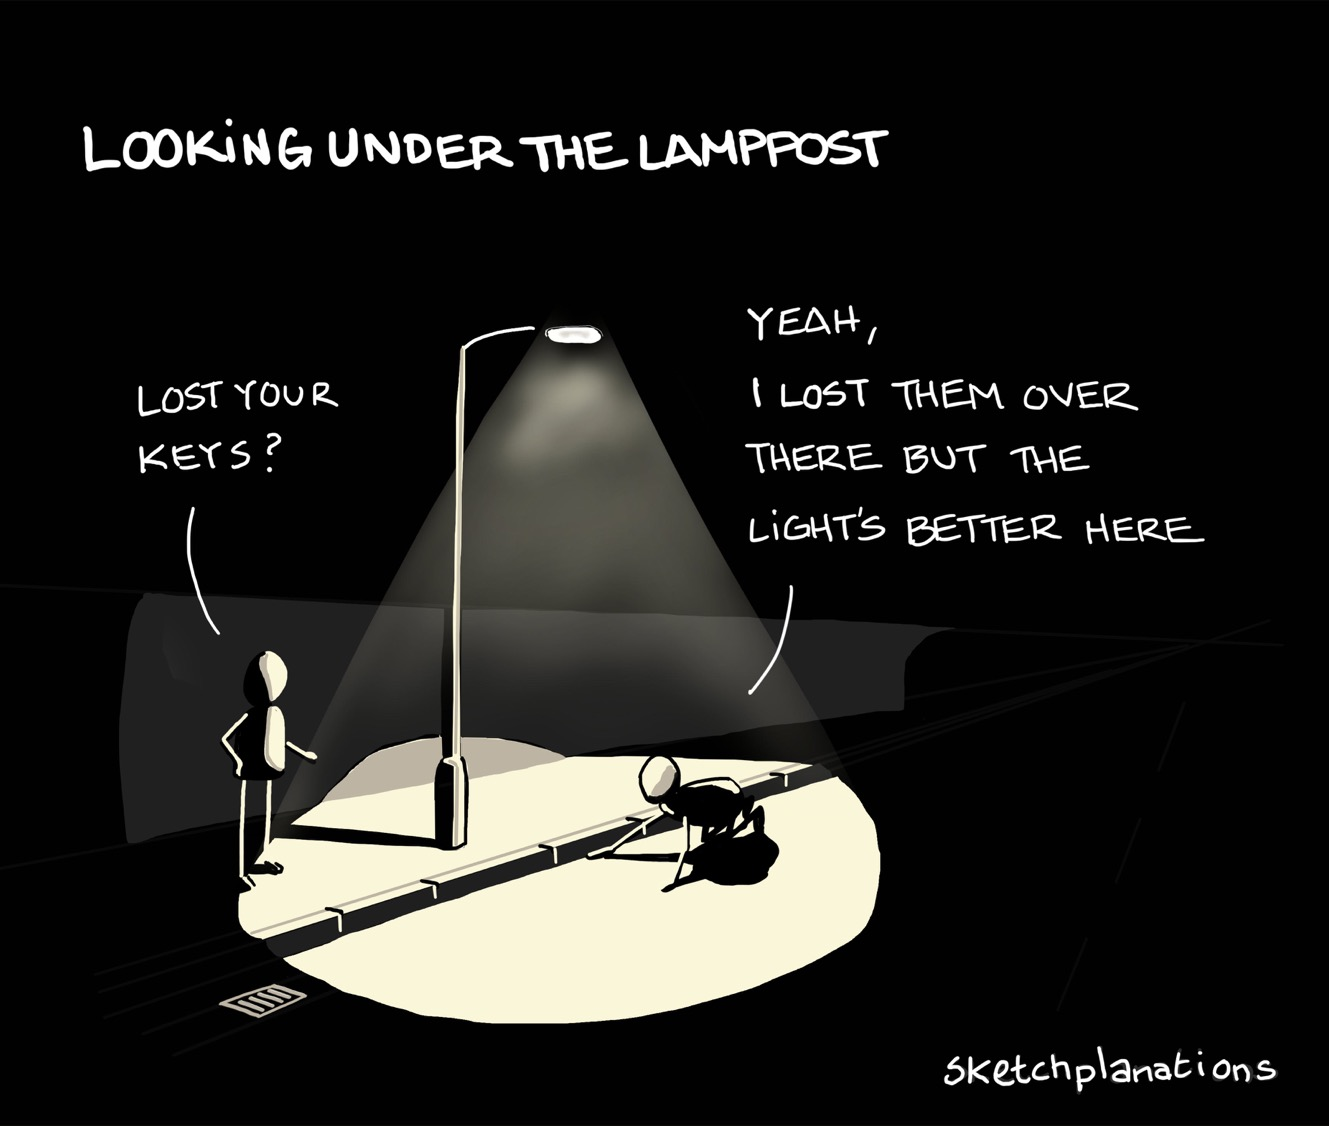 LOOKING UNDER THE LAMPPOST
LOST YOUR
KEYS?
YEAH,
I LOST THEM OVER
THERE BUT THE
LIGHT'S BETTER HERE
sketchplanations